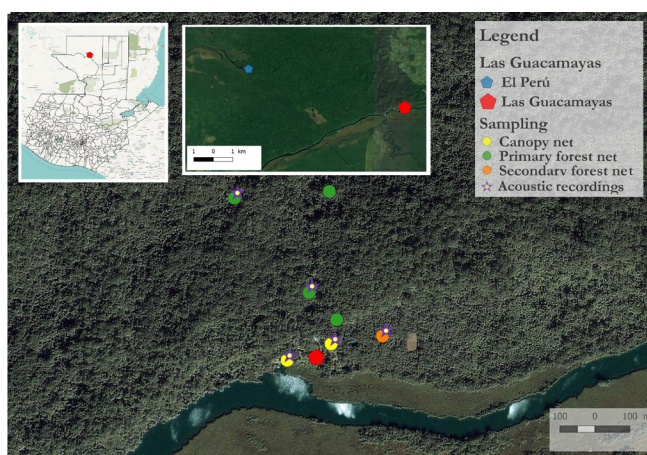 Legend
Las Guacamayas
El Perú
Las Guacamayas
Sampling
Canopy net
Primary forest net
Secondary forest net
Acoustic recordings
1 0 1 km
100 0 100 m